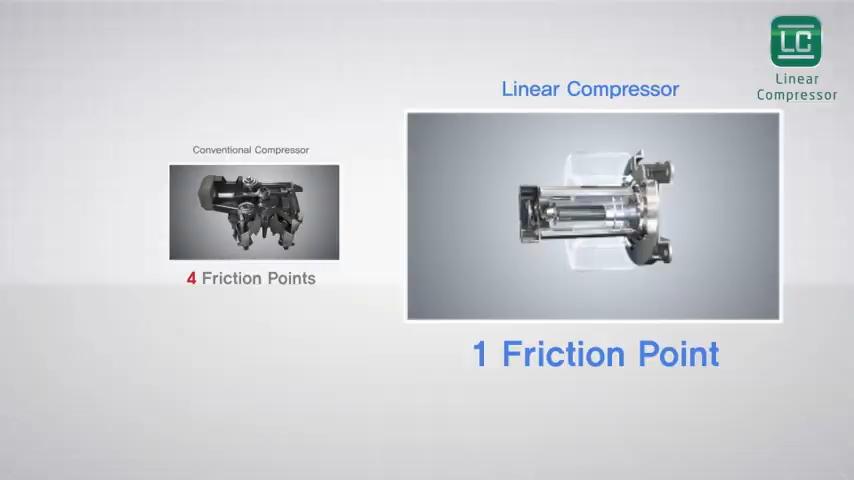 LC
Linear
Compressor
Linear Compressor
Conventional Compressor
4 Friction Points
1 Friction Point